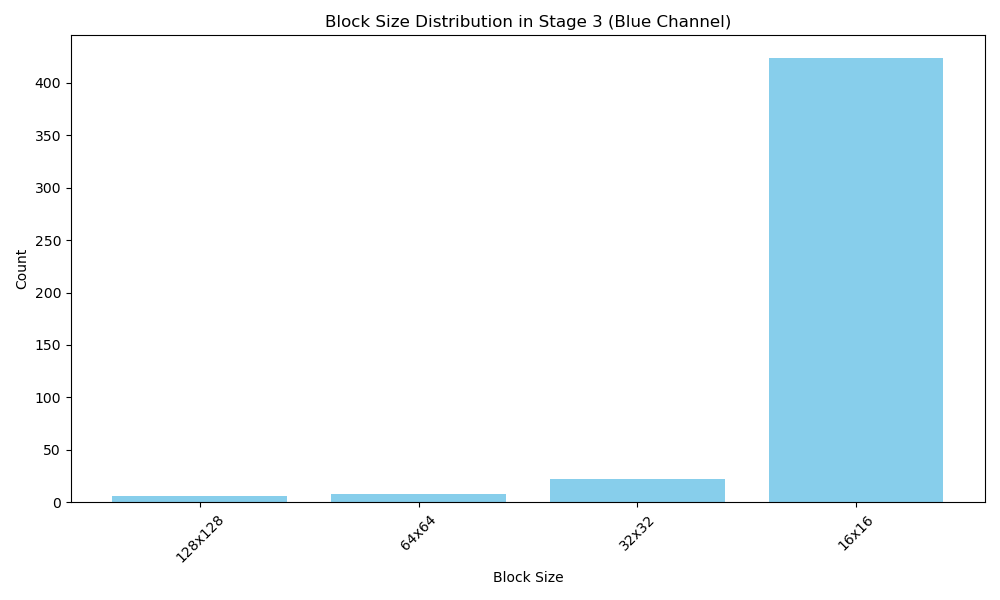 Block Size Distribution in Stage 3 (Blue Channel)
Count
400
350
300
250
200
150
100
50
0
128x128
64x64
32x32
16x16
Block Size